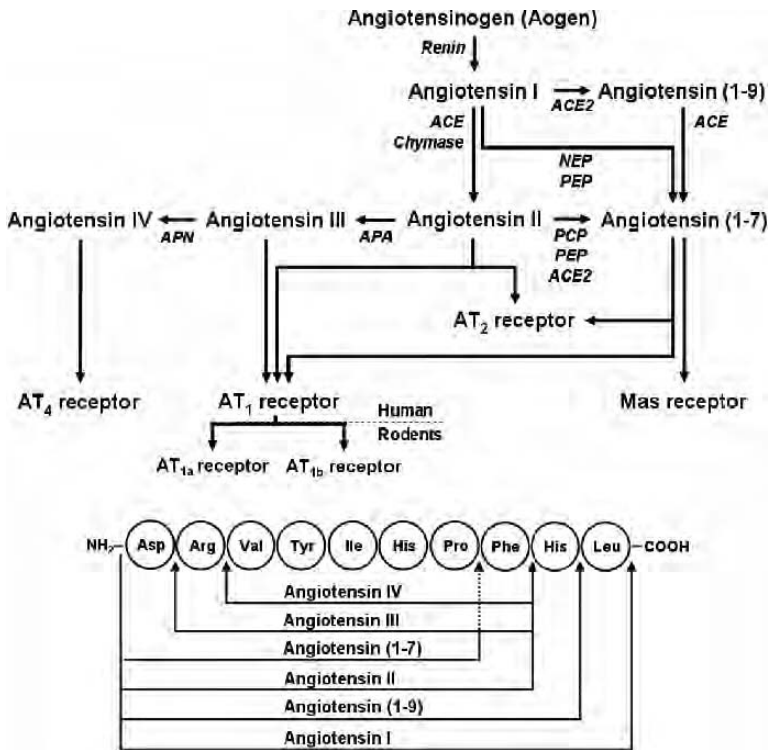 Angiotensinogen (Aogen)
Renin
Angiotensin I
ACE2
Angiotensin (1-9)
ACE
Chymase
ACE
NEP
PEP
Angiotensin IV
APN
Angiotensin III
APA
Angiotensin II
PCP
PEP
ACE2
Angiotensin (1-7)
AT2 receptor
AT4 receptor
AT1 receptor
Human
Rodents
Mas receptor
AT1a receptor
AT1b receptor
NH2 Asp Arg Val Tyr Ile His Pro Phe His Leu COOH
Angiotensin IV
Angiotensin III
Angiotensin (1-7)
Angiotensin II
Angiotensin (1-9)
Angiotensin I